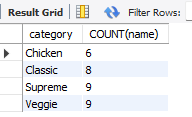 Result Grid Filter Rows:
category COUNT(name)
Chicken 6
Classic 8
Supreme 9
Veggie 9